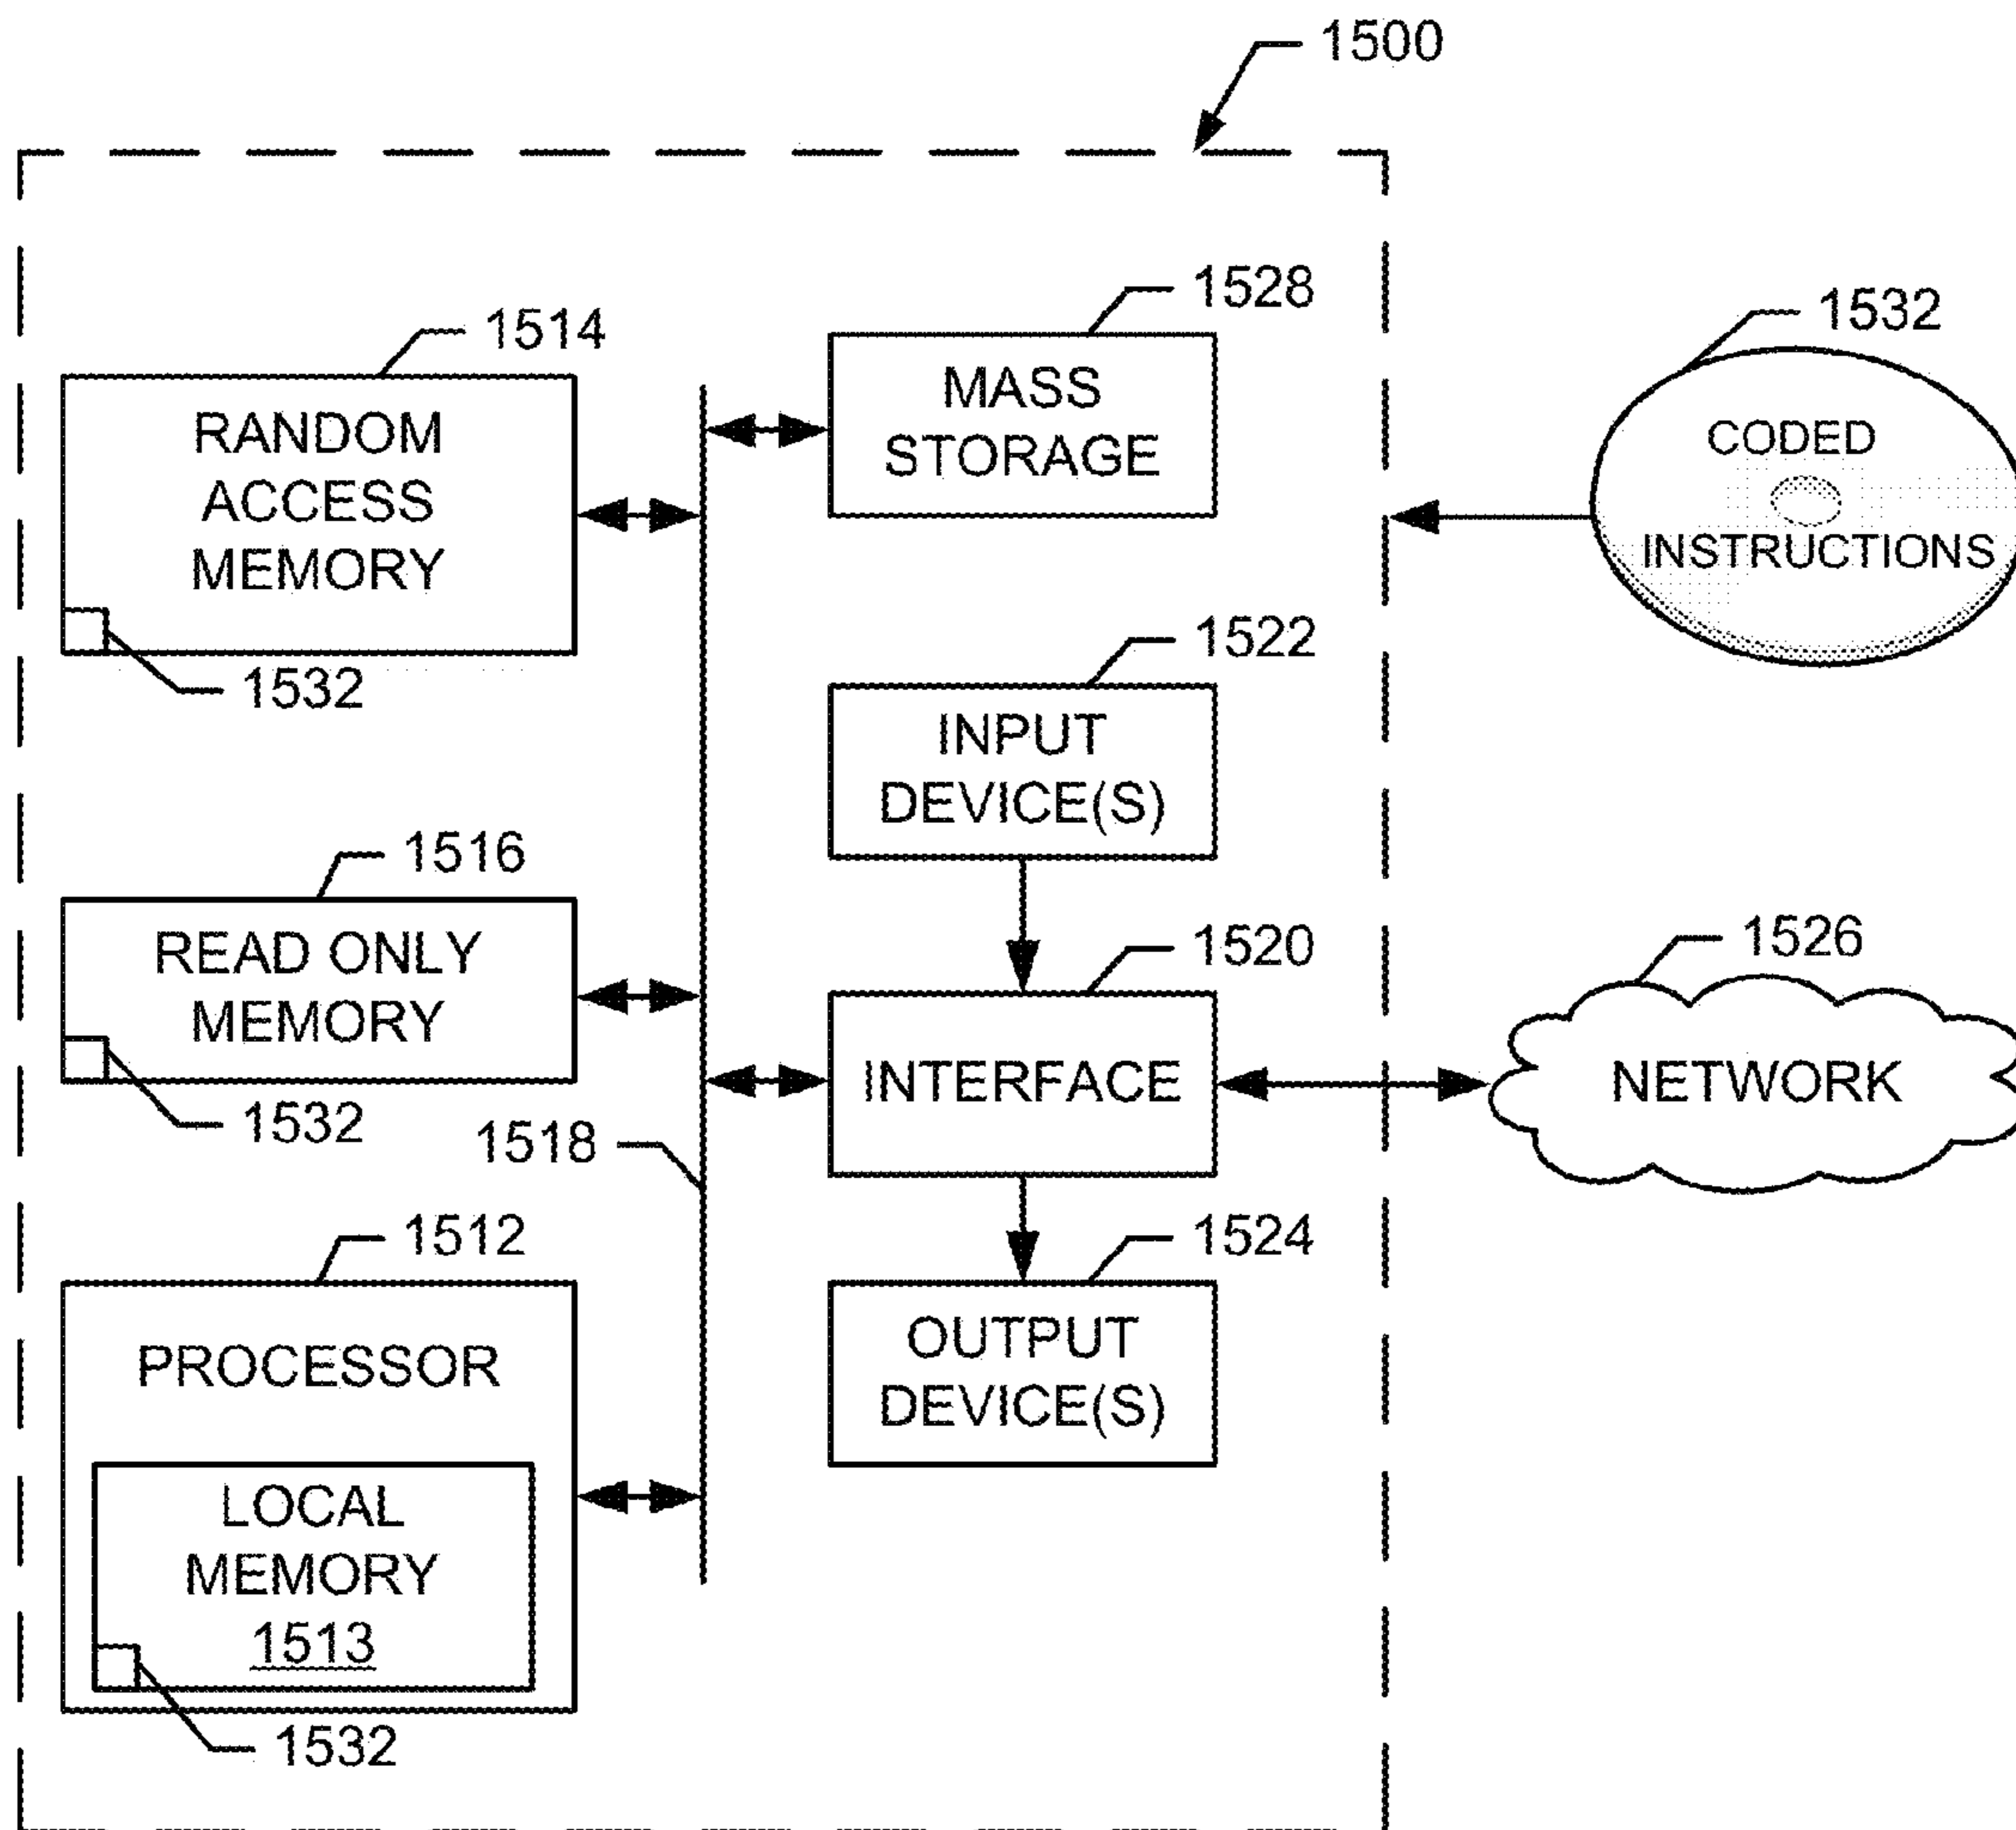 1500
1528
1514
1532
RANDOM
ACCESS
MEMORY
MASS
STORAGE
CODED
INSTRUCTIONS
1532
1522
INPUT
DEVICE(S)
1516
READ ONLY
MEMORY
1532
1520
1526
INTERFACE
NETWORK
1518
1512
1524
PROCESSOR
OUTPUT
DEVICE(S)
LOCAL
MEMORY
1513
1532